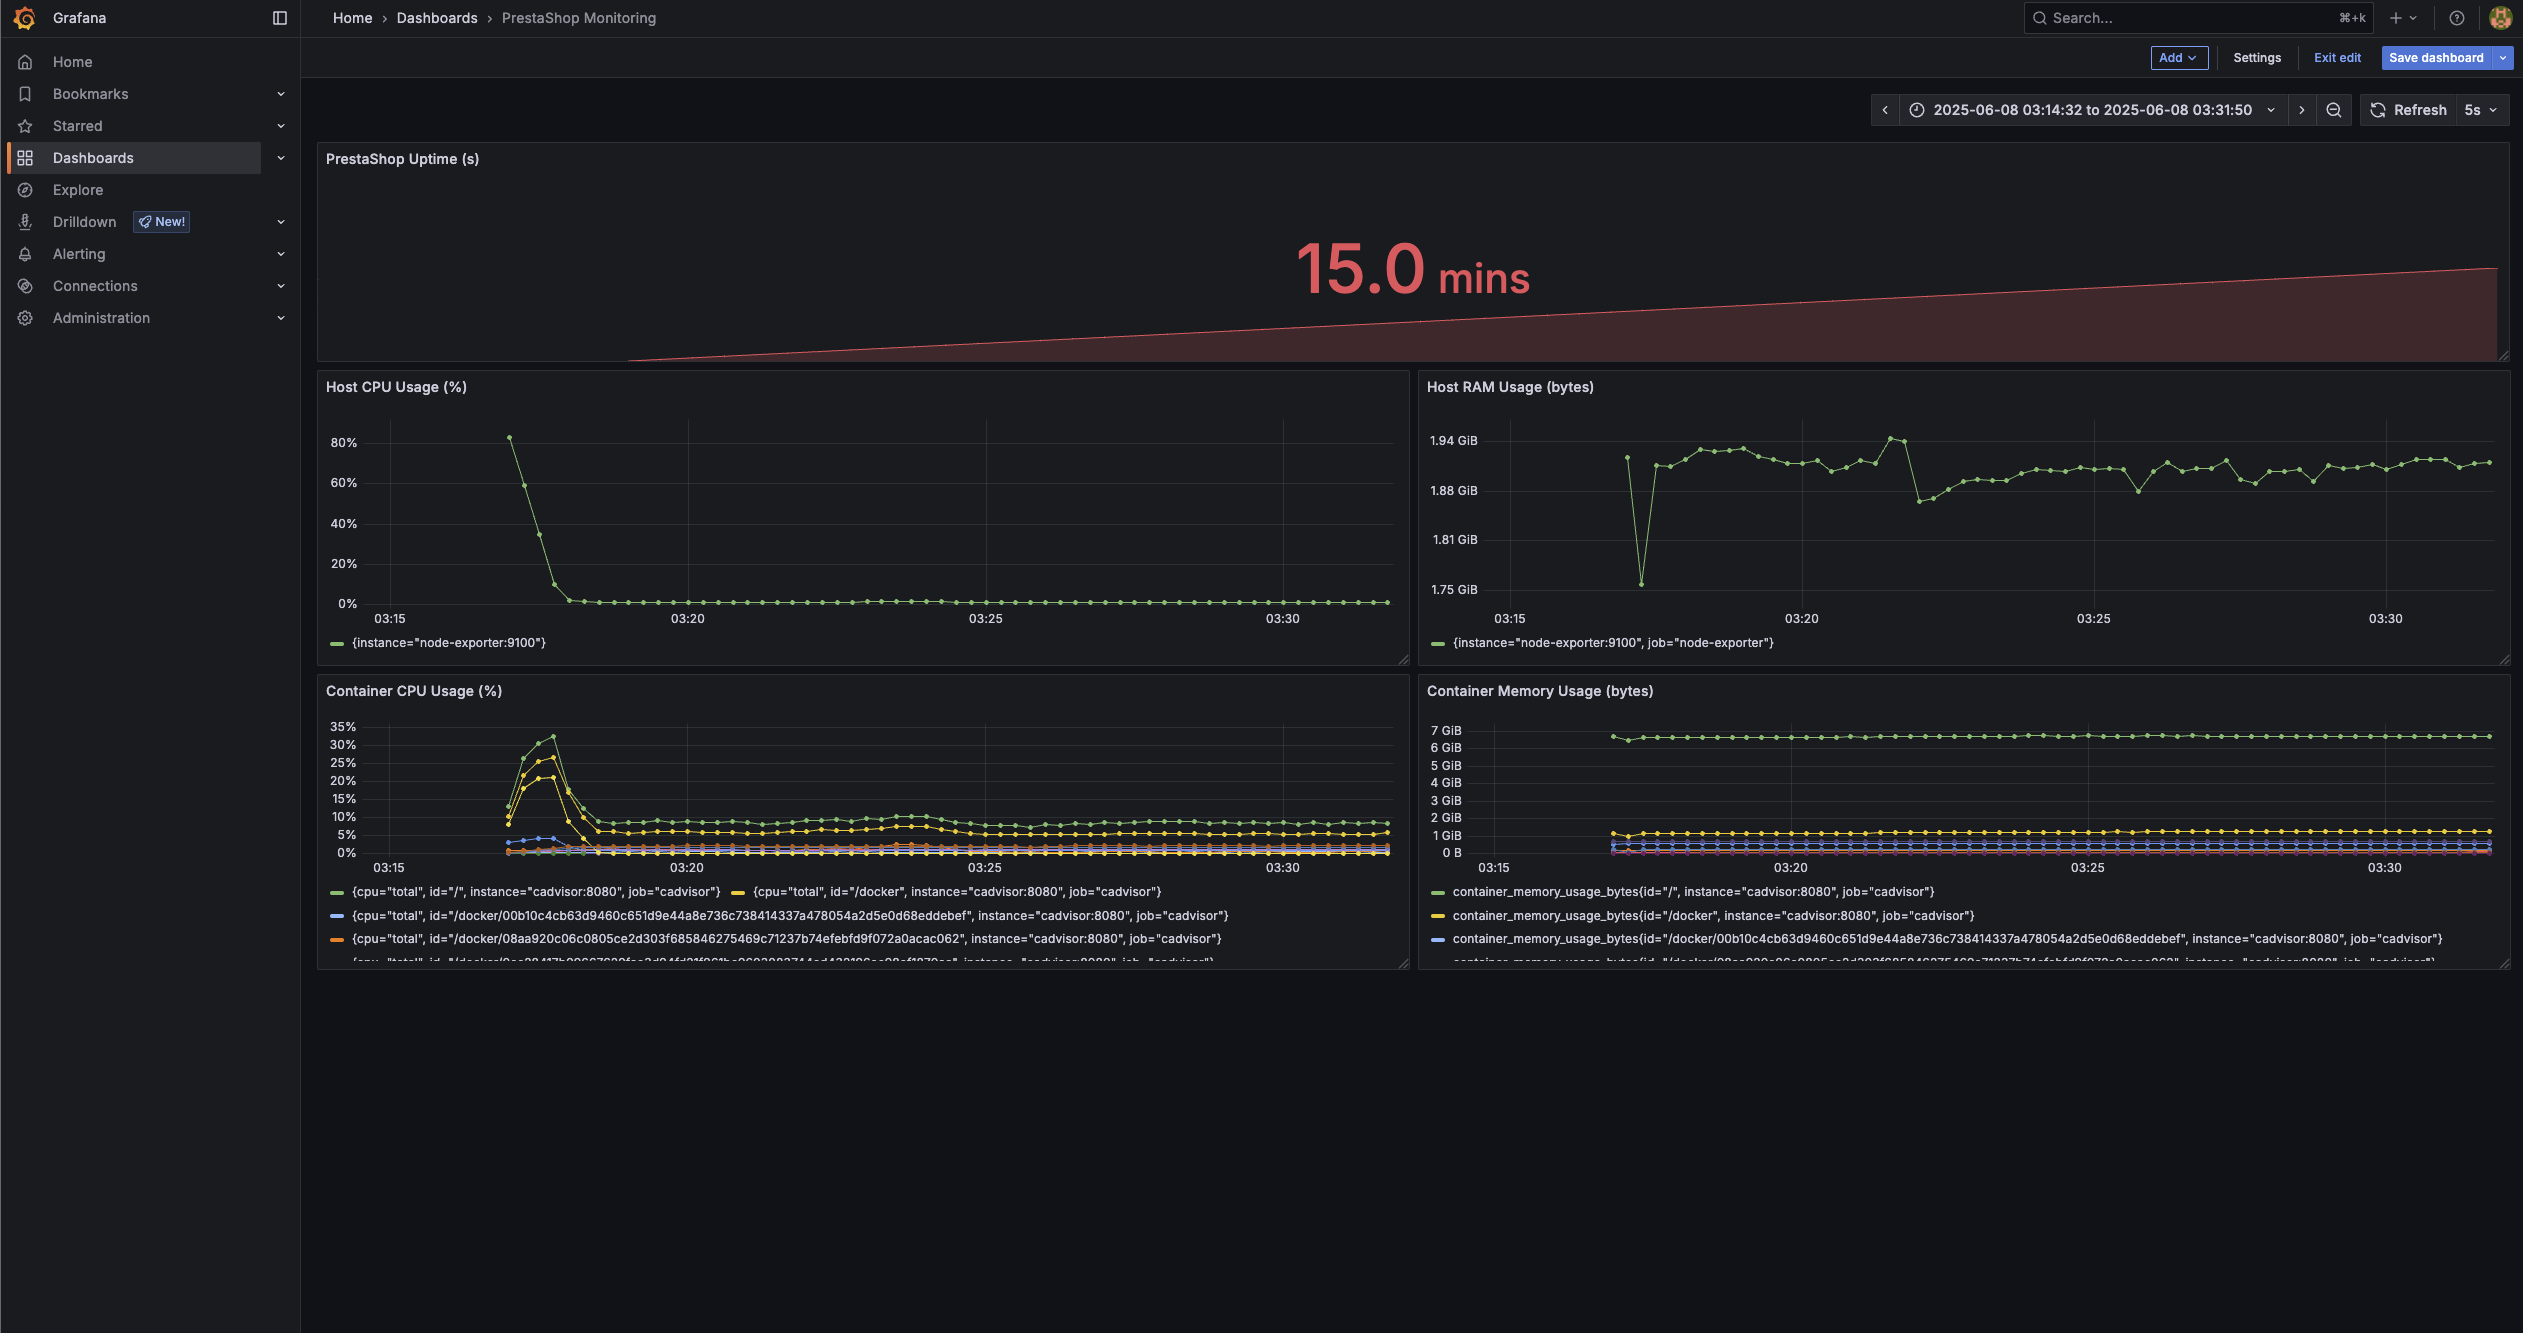 Grafana
Home › Dashboards › PrestaShop Monitoring
Search...
⌘+k
Home
Bookmarks
Starred
Dashboards
Explore
Drilldown New!
Alerting
Connections
Administration
Add
Settings
Exit edit
Save dashboard
2025-06-08 03:14:32 to 2025-06-08 03:31:50
Refresh
5s
PrestaShop Uptime (s)
15.0 mins
Host CPU Usage (%)
80%
60%
40%
20%
0%
03:15 03:20 03:25 03:30
{instance="node-exporter:9100"}
Host RAM Usage (bytes)
1.94 GiB
1.88 GiB
1.81 GiB
1.75 GiB
03:15 03:20 03:25 03:30
{instance="node-exporter:9100", job="node-exporter"}
Container CPU Usage (%)
35%
30%
25%
20%
15%
10%
5%
0%
03:15 03:20 03:25 03:30
{cpu="total", id="/", instance="cadvisor:8080", job="cadvisor"} {cpu="total", id="/docker", instance="cadvisor:8080", job="cadvisor"}
{cpu="total", id="/docker/00b10c4cb63d9460c651d9e44a8e736c738414337a478054a2d5e0d68eddebef", instance="cadvisor:8080", job="cadvisor"}
{cpu="total", id="/docker/08aa920c06c0805ce2d303f685846275469c71237b74efebfd9f072a0acac062", instance="cadvisor:8080", job="cadvisor"}
Container Memory Usage (bytes)
7 GiB
6 GiB
5 GiB
4 GiB
3 GiB
2 GiB
1 GiB
0 B
03:15 03:20 03:25 03:30
container_memory_usage_bytes{id="/", instance="cadvisor:8080", job="cadvisor"}
container_memory_usage_bytes{id="/docker", instance="cadvisor:8080", job="cadvisor"}
container_memory_usage_bytes{id="/docker/00b10c4cb63d9460c651d9e44a8e736c738414337a478054a2d5e0d68eddebef", instance="cadvisor:8080", job="cadvisor"}